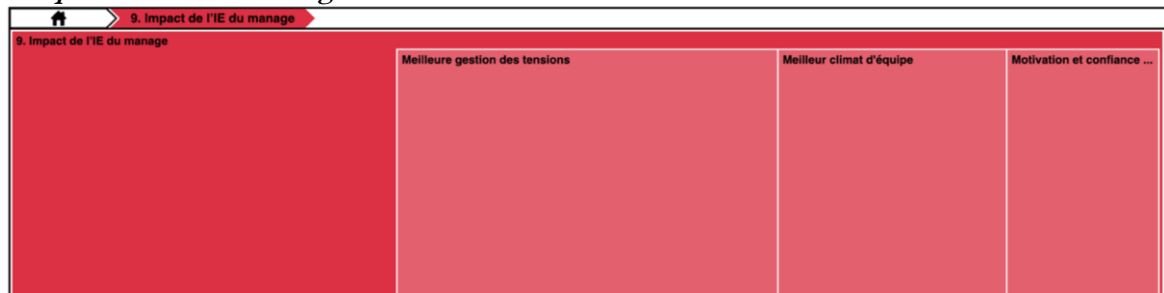 9. Impact de l'IE du manage
9. Impact de l'IE du manage
Meilleure gestion des tensions
Meilleur climat d'équipe
Motivation et confiance ...